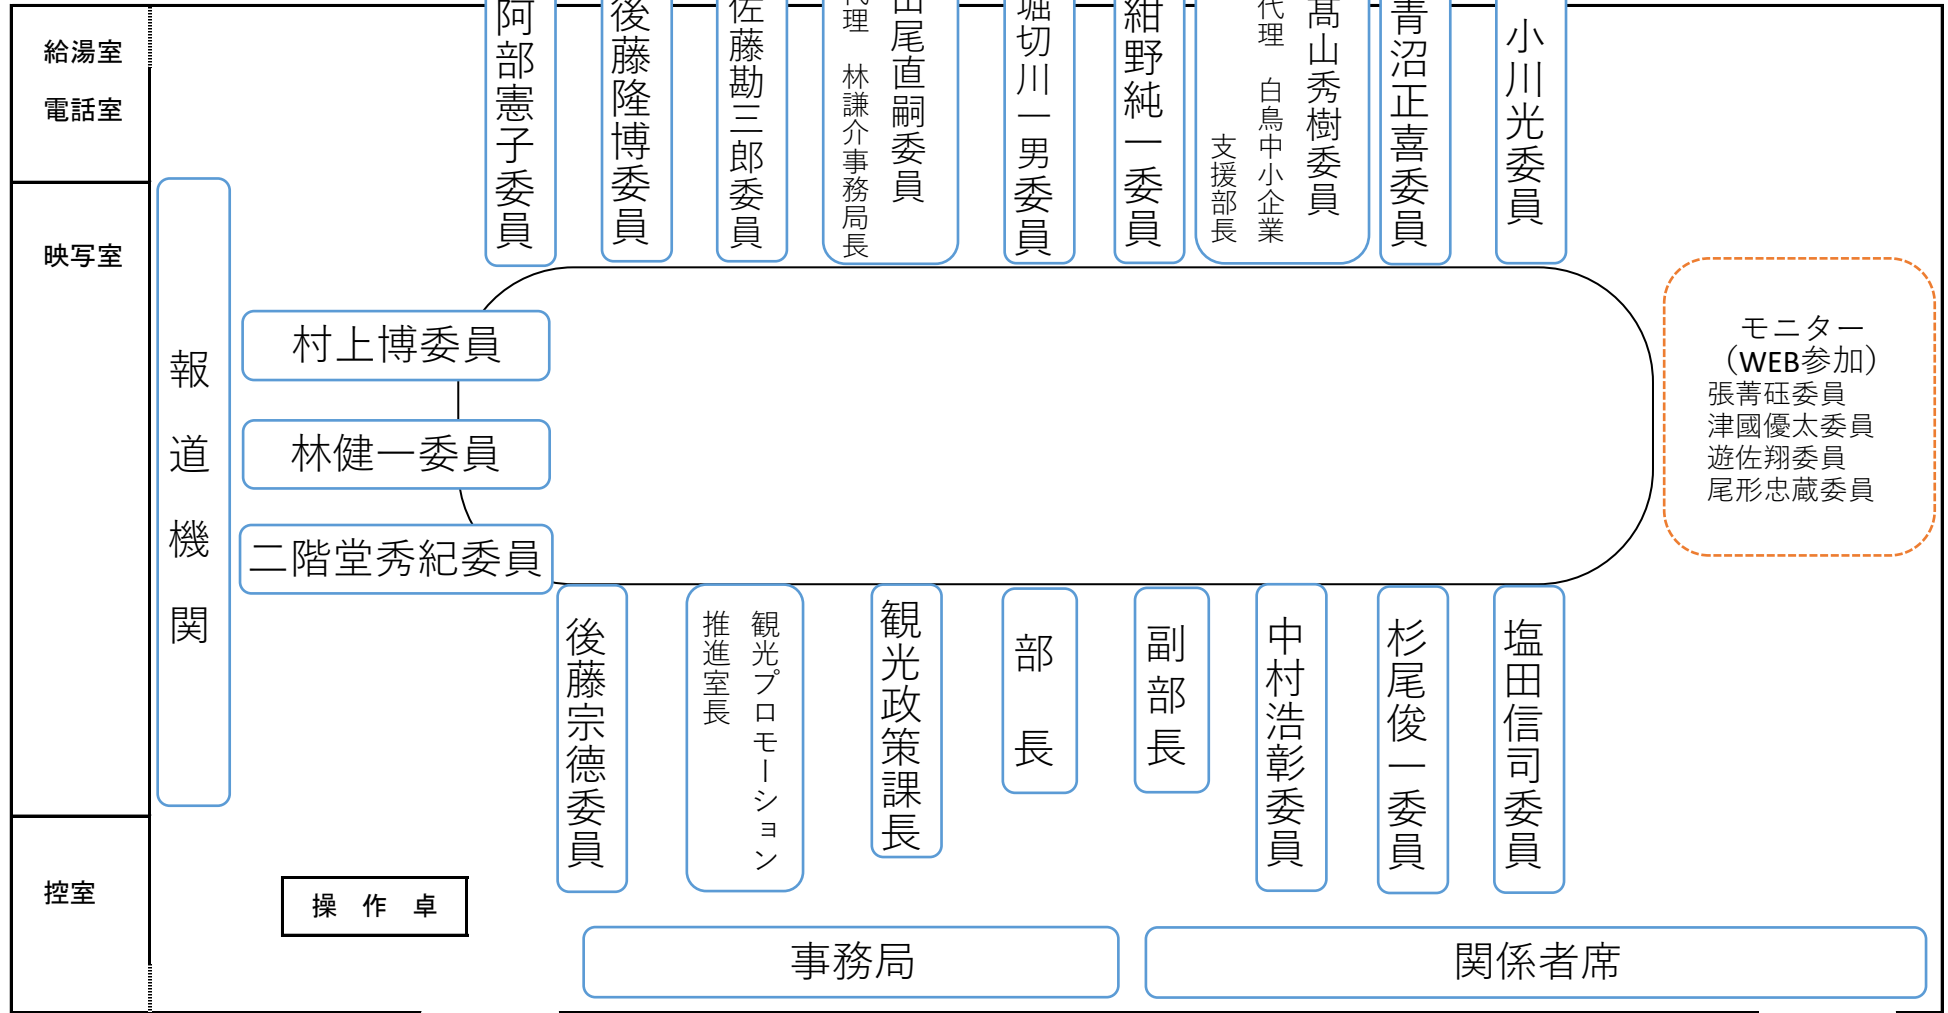 給湯室
電話室
映写室
控室
報道機関
阿部憲子委員
後藤隆博委員
佐藤勘三郎委員
田尾直嗣委員
代理　林謙介事務局長
堀切川一男委員
紺野純一委員
髙山秀樹委員
代理　白鳥中小企業
支援部長
青沼正喜委員
小川光委員
村上博委員
林健一委員
二階堂秀紀委員
モニター
（WEB参加）
張菁砡委員
津國優太委員
遊佐翔委員
尾形忠蔵委員
後藤宗徳委員
観光プロモーション
推進室長
観光政策課長
部　長
副部長
中村浩彰委員
杉尾俊一委員
塩田信司委員
操　作　卓
事務局
関係者席